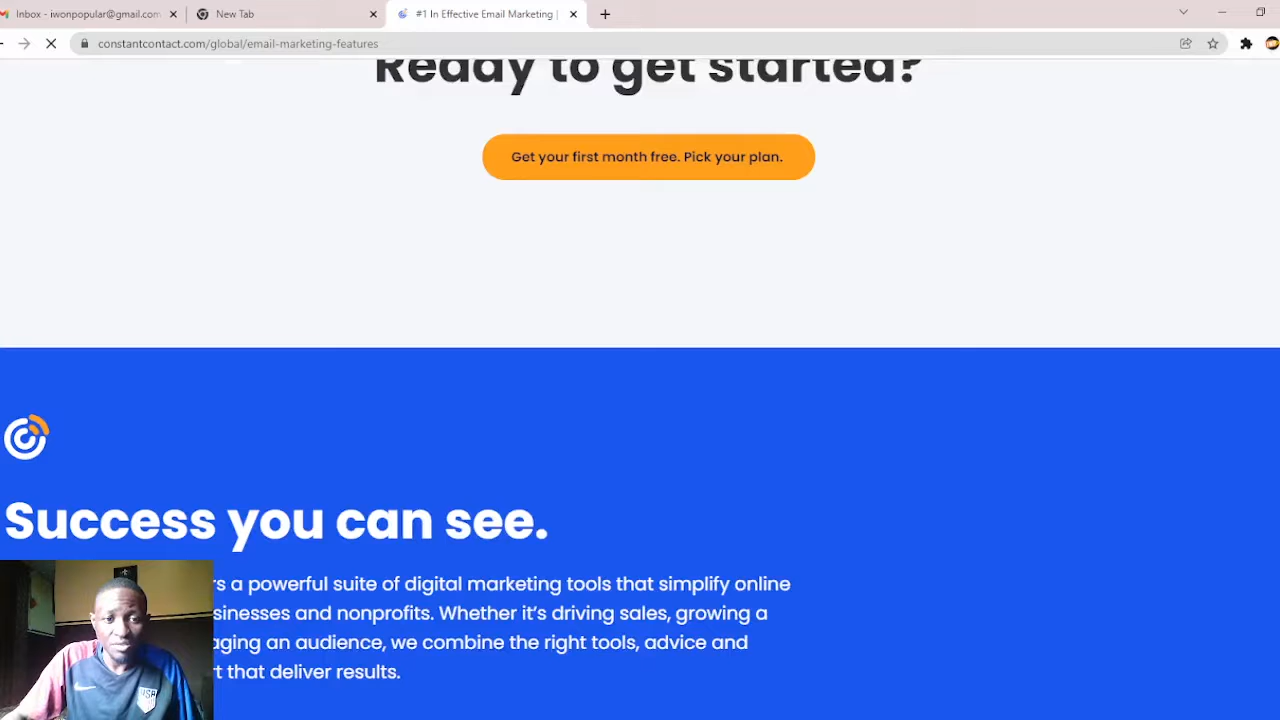 Inbox - iwonpopular@gmail.com
New Tab
#1 In Effective Email Marketing |
constantcontact.com/global/email-marketing-features
Ready to get started?
Get your first month free. Pick your plan.
Success you can see.
rs a powerful suite of digital marketing tools that simplify online
sinesses and nonprofits. Whether it’s driving sales, growing a
aging an audience, we combine the right tools, advice and
rt that deliver results.
USA